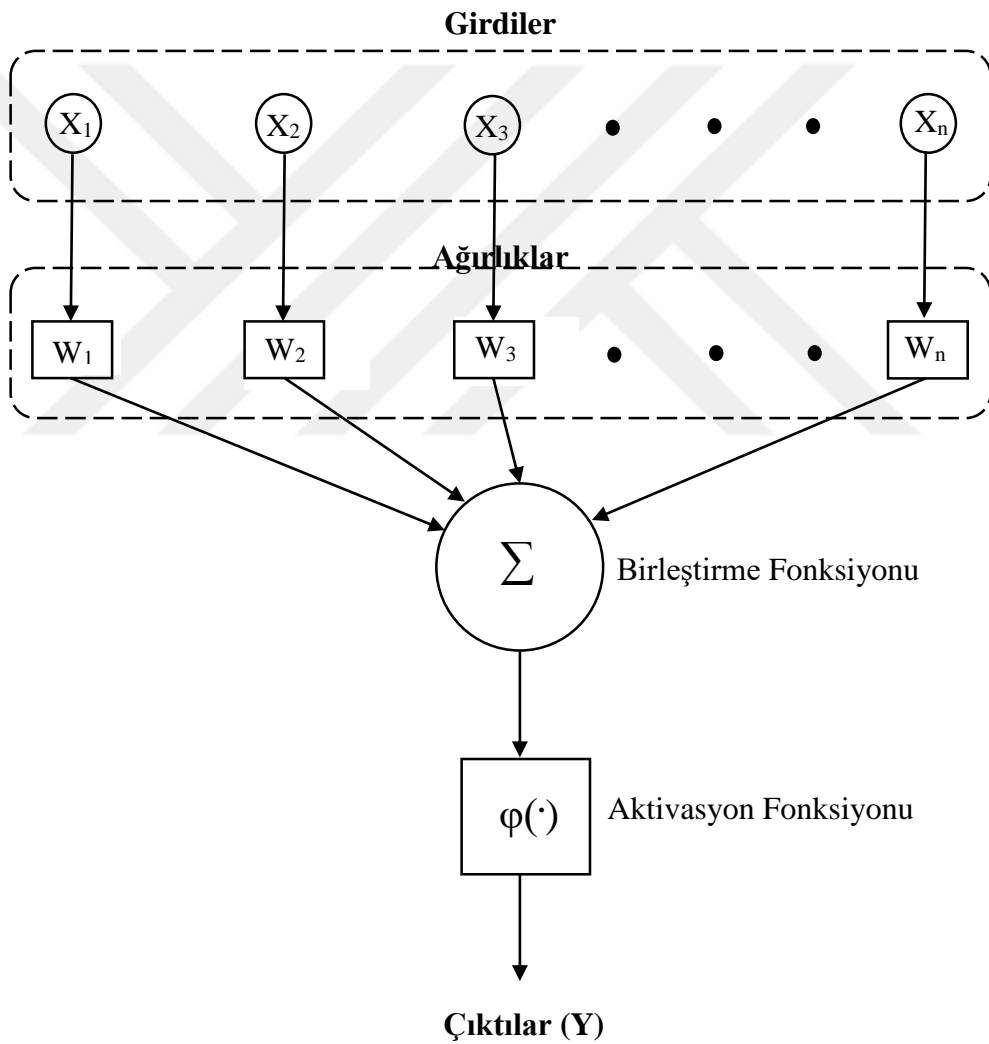 Girdiler
X₁ X₂ X₃ • • • Xₙ
Ağırlıklar
W₁ W₂ W₃ • • • Wₙ
∑ Birleştirme Fonksiyonu
φ(·) Aktivasyon Fonksiyonu
Çıktılar (Y)